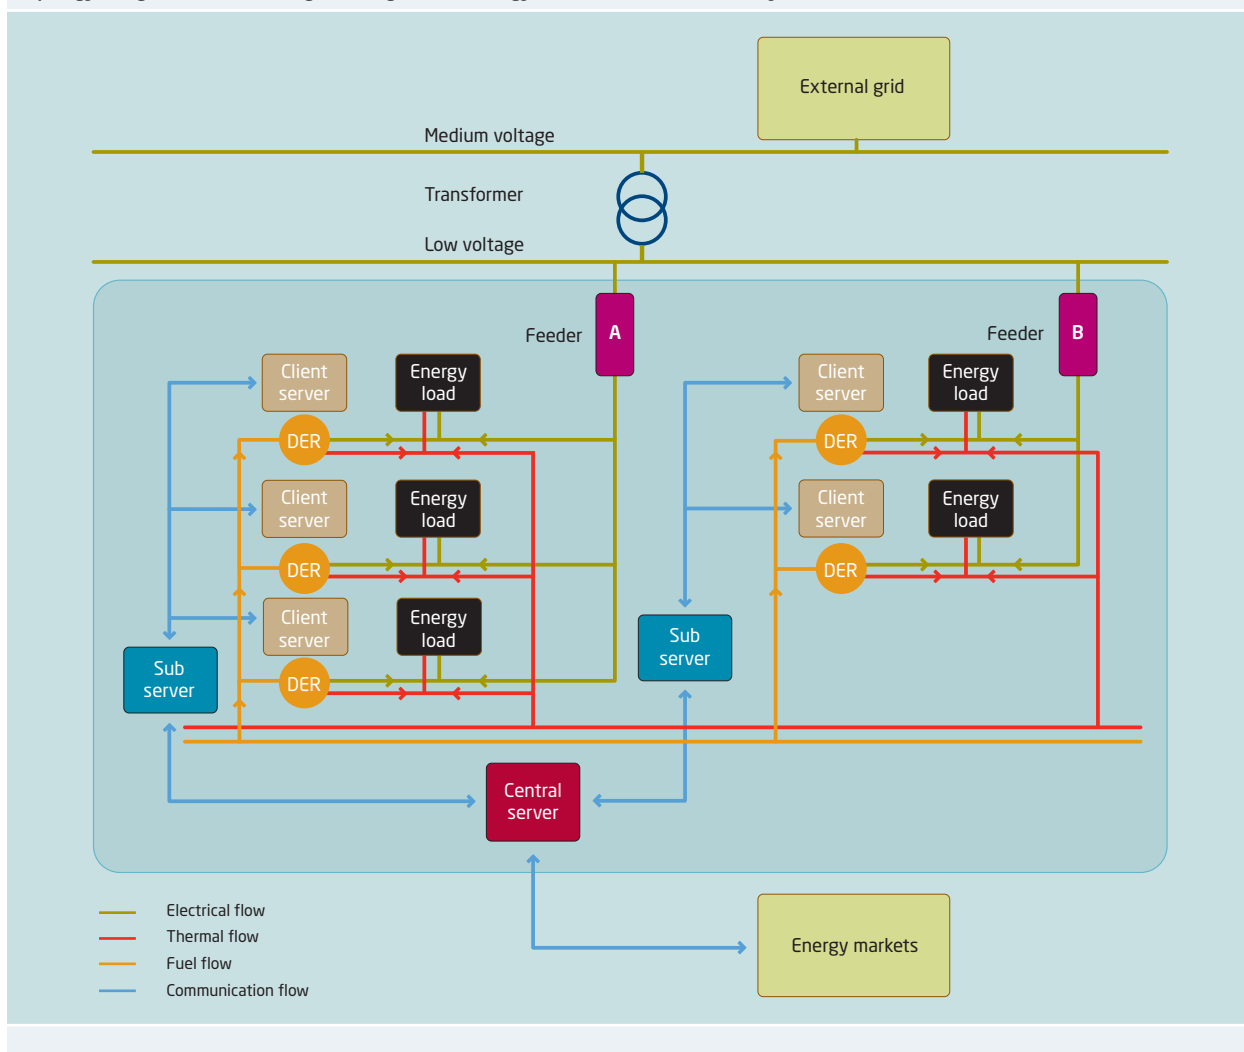 External grid
Medium voltage
Transformer
Low voltage
Feeder
A
Feeder
B
Client
server
Energy
load
Client
server
Energy
load
DER
DER
Client
server
Energy
load
Client
server
Energy
load
DER
DER
Client
server
Energy
load
Sub
server
Sub
server
DER
Central
server
Electrical flow
Thermal flow
Fuel flow
Communication flow
Energy markets